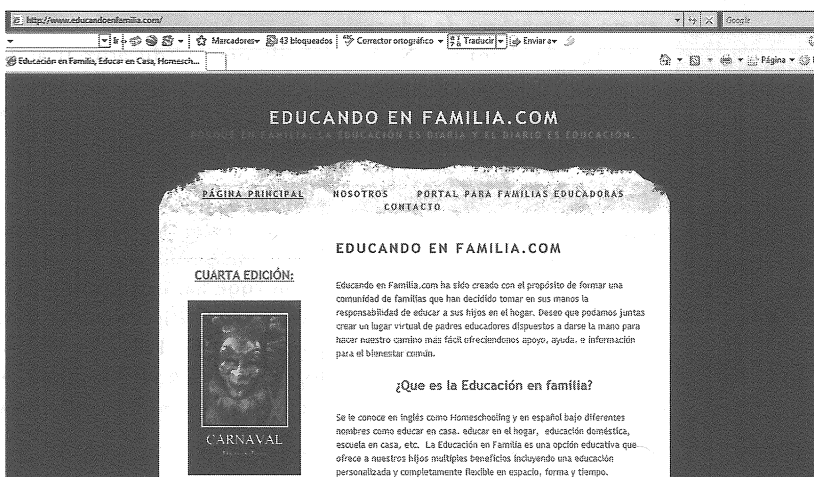 http://www.educandoenfamilia.com/
Google
Ir
Marcadores
43 bloqueados
Corrector ortográfico
Traducir
Enviar a
Educación en Familia, Educar en Casa, Homesch...
Página
EDUCANDO EN FAMILIA.COM
PORQUE EN FAMILIA, LA EDUCACIÓN ES DIARIA Y EL DIARIO ES EDUCACIÓN.
PÁGINA PRINCIPAL NOSOTROS PORTAL PARA FAMILIAS EDUCADORAS
CONTACTO
CUARTA EDICIÓN:
CARNAVAL
EDUCANDO EN FAMILIA.COM
Educando en Familia.com ha sido creado con el propósito de formar una
comunidad de familias que han decidido tomar en sus manos la
responsabilidad de educar a sus hijos en el hogar. Deseo que podamos juntas
crear un lugar virtual de padres educadores dispuestos a darse la mano para
hacer nuestro camino mas fácil ofreciendonos apoyo, ayuda, e información
para el bienestar común.
¿Que es la Educación en familia?
Se le conoce en inglés como Homeschooling y en español bajo diferentes
nombres como educar en casa, educar en el hogar, educación doméstica,
escuela en casa, etc. La Educación en Familia es una opción educativa que
ofrece a nuestros hijos multiples beneficios incluyendo una educación
personalizada y completamente flexible en espacio, forma y tiempo.